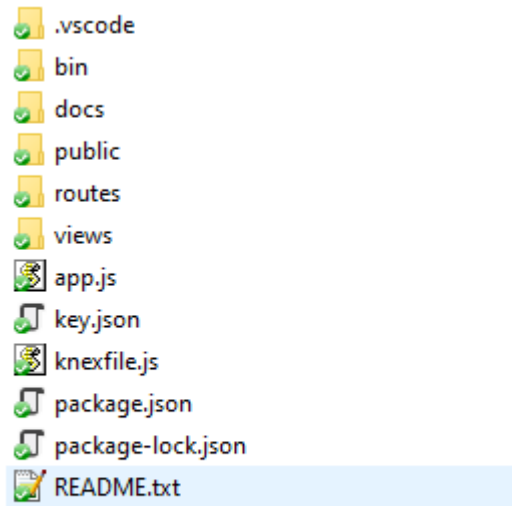 .vscode
bin
docs
public
routes
views
app.js
key.json
knexfile.js
package.json
package-lock.json
README.txt